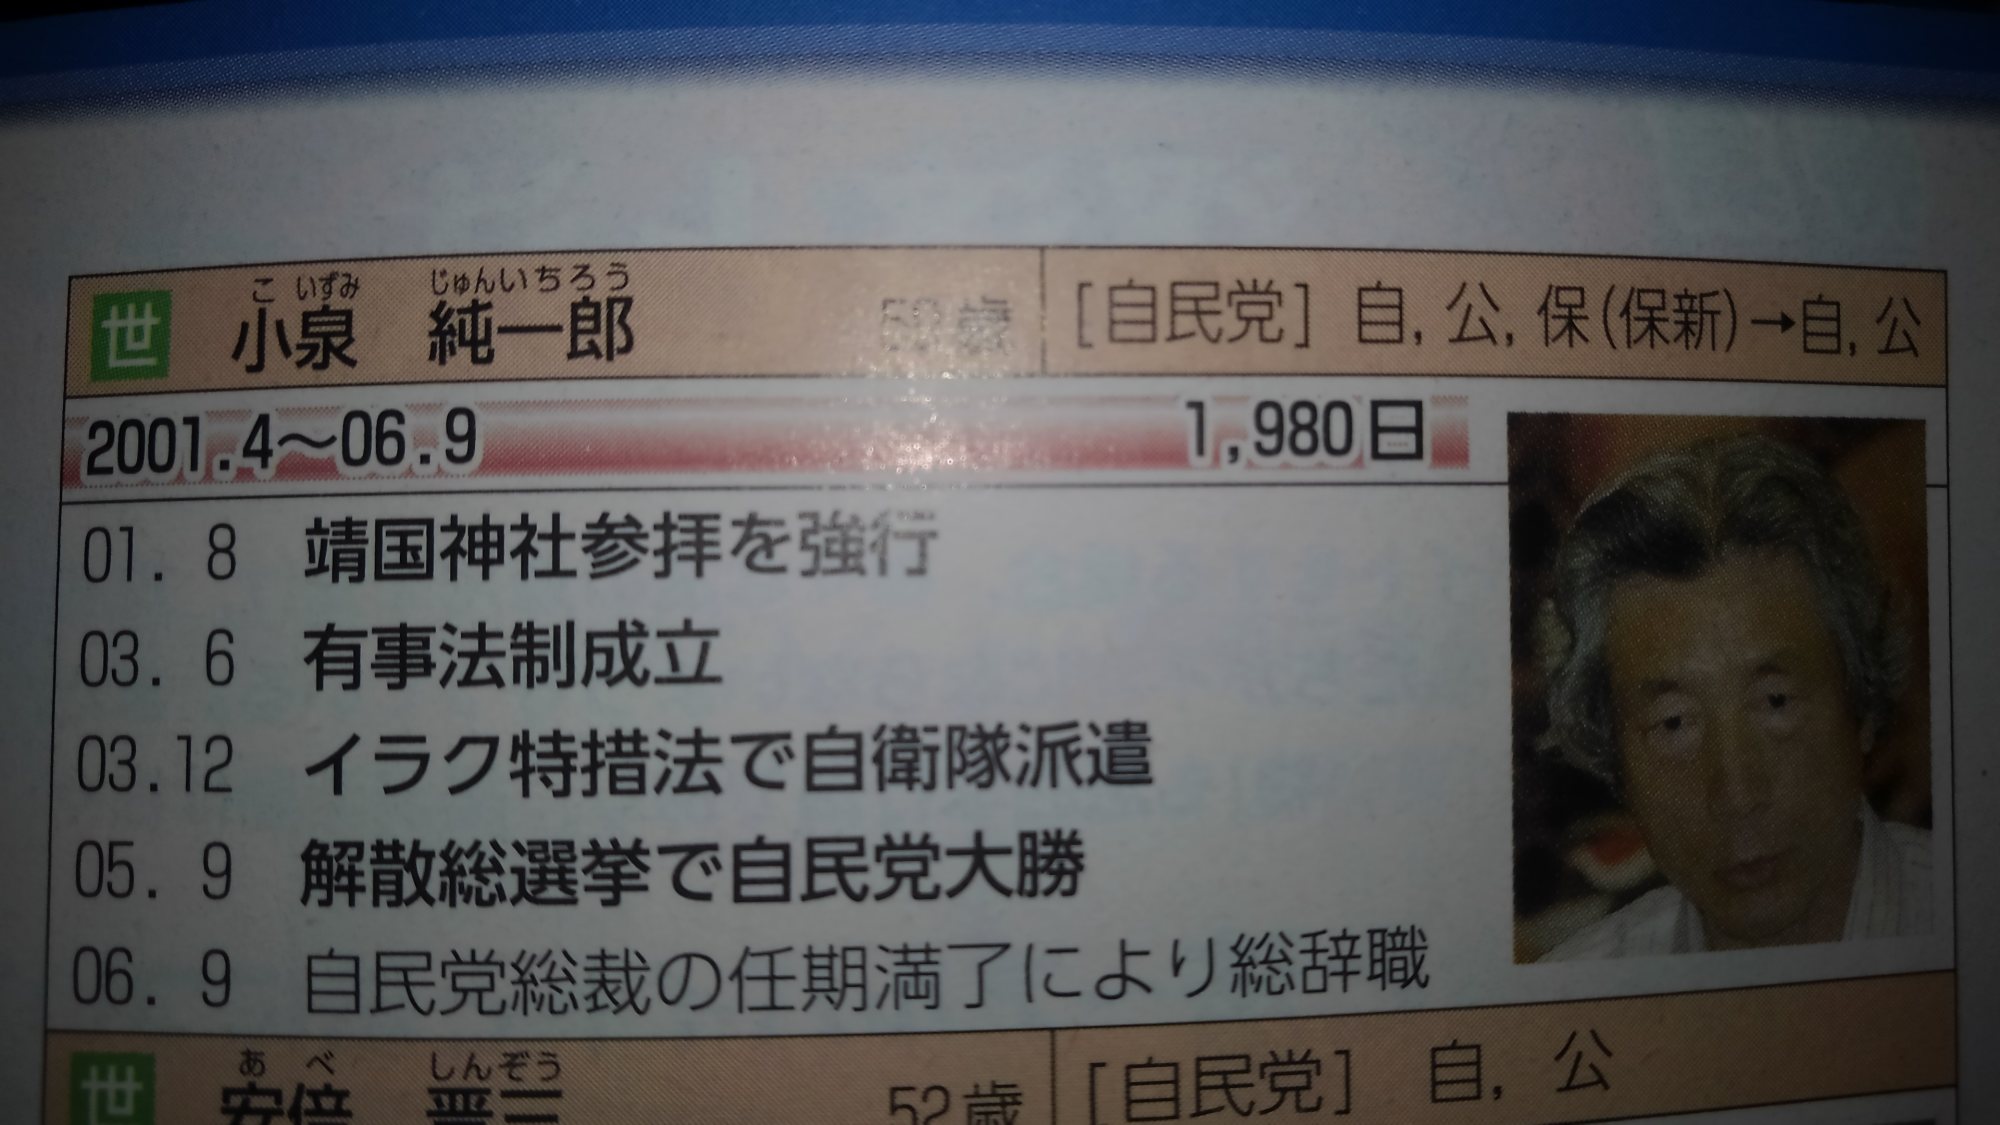 世 小泉 純一郎 歳 [自民党] 自, 公, 保(保新)→自, 公
こ いずみ じゅんいちろう
2001.4〜06.9 1,980日
01. 8 靖国神社参拝を強行
03. 6 有事法制成立
03.12 イラク特措法で自衛隊派遣
05. 9 解散総選挙で自民党大勝
06. 9 自民党総裁の任期満了により総辞職
あ べ しんぞう
世 安倍 晋三 52歳 [自民党] 自, 公